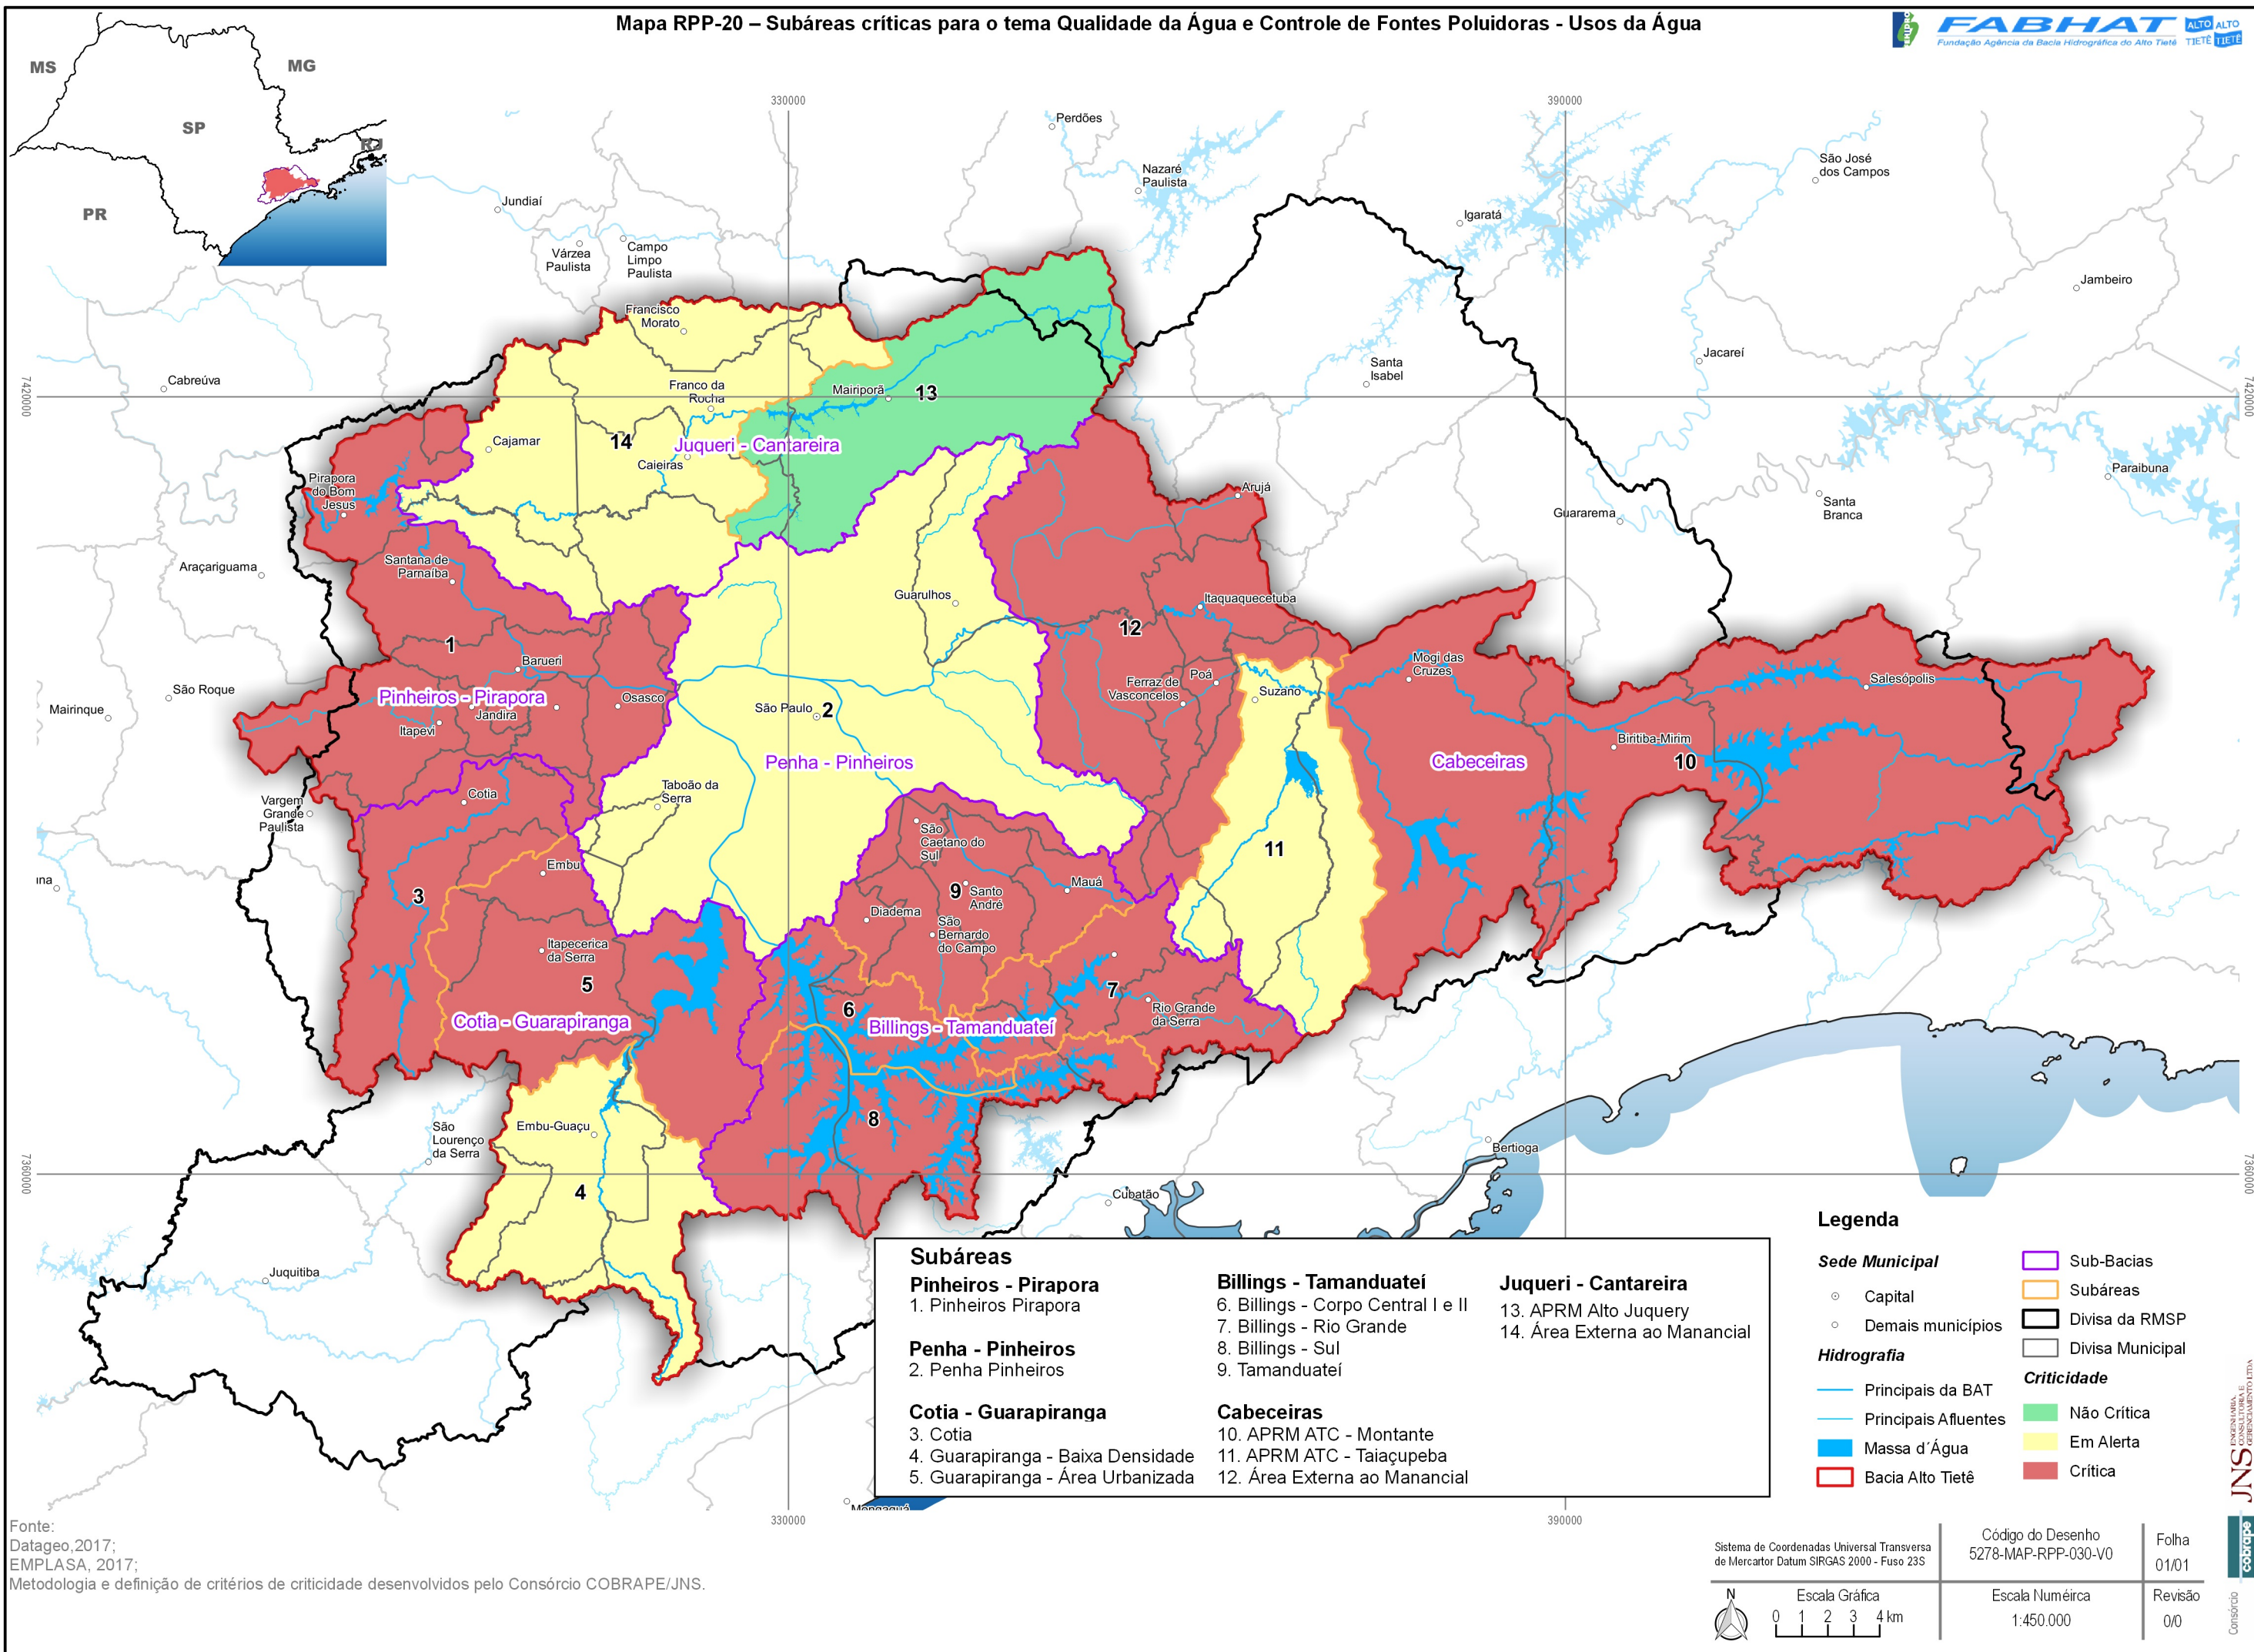 Mapa RPP-20 – Subáreas críticas para o tema Qualidade da Água e Controle de Fontes Poluidoras - Usos da Água
FABHAT
Fundação Agência da Bacia Hidrográfica do Alto Tietê
ALTO ALTO
TIETÊ TIETÊ
MS
MG
SP
RJ
PR
330000
390000
Perdões
Nazaré
Paulista
São José
dos Campos
Jundiaí
Igaratá
Várzea
Paulista
Campo
Limpo
Paulista
Jambeiro
Francisco
Morato
Santa
Isabel
Jacareí
7420000
7420000
Cabreúva
Franco da
Rocha
Mairiporã
13
Cajamar
14
Juqueri - Cantareira
Caieiras
Paraibuna
Pirapora
do Bom
Jesus
Arujá
Santa
Branca
Guararema
Araçariguama
Santana de
Parnaíba
Guarulhos
Itaquaquecetuba
12
1
Barueri
Mogi das
Cruzes
São Roque
Pinheiros - Pirapora
Osasco
Ferraz de
Vasconcelos
Poá
Suzano
Salesópolis
Mairinque
Jandira
Itapevi
São Paulo
2
Biritiba-Mirim
Penha - Pinheiros
Cabeceiras
10
Cotia
Taboão da
Serra
Vargem
Grande
Paulista
São
Caetano do
Sul
11
Embu
3
9
Santo
André
Mauá
Diadema
São
Bernardo
do Campo
Itapecerica
da Serra
5
7
6
Rio Grande
da Serra
Cotia - Guarapiranga
Billings - Tamanduateí
8
Embu-Guaçu
São
Lourenço
da Serra
Bertioga
7360000
7360000
4
Cubatão
Juquitiba
Mongaguá
330000
390000
Subáreas
Pinheiros - Pirapora
1. Pinheiros Pirapora
Penha - Pinheiros
2. Penha Pinheiros
Cotia - Guarapiranga
3. Cotia
4. Guarapiranga - Baixa Densidade
5. Guarapiranga - Área Urbanizada
Billings - Tamanduateí
6. Billings - Corpo Central I e II
7. Billings - Rio Grande
8. Billings - Sul
9. Tamanduateí
Cabeceiras
10. APRM ATC - Montante
11. APRM ATC - Taiaçupeba
12. Área Externa ao Manancial
Juqueri - Cantareira
13. APRM Alto Juquery
14. Área Externa ao Manancial
Legenda
Sede Municipal
Capital
Demais municípios
Hidrografia
Principais da BAT
Principais Afluentes
Massa d´Água
Bacia Alto Tietê
Sub-Bacias
Subáreas
Divisa da RMSP
Divisa Municipal
Criticidade
Não Crítica
Em Alerta
Crítica
Fonte:
Datageo,2017;
EMPLASA, 2017;
Metodologia e definição de critérios de criticidade desenvolvidos pelo Consórcio COBRAPE/JNS.
Sistema de Coordenadas Universal Transversa
de Mercartor Datum SIRGAS 2000 - Fuso 23S
Código do Desenho
5278-MAP-RPP-030-V0
Folha
01/01
N
Escala Gráfica
0 1 2 3 4 km
Escala Numéirca
1:450.000
Revisão
0/0
Consórcio
cobrape
JNS
ENGENHARIA,
CONSULTORIA E
GERENCIAMENTO LTDA